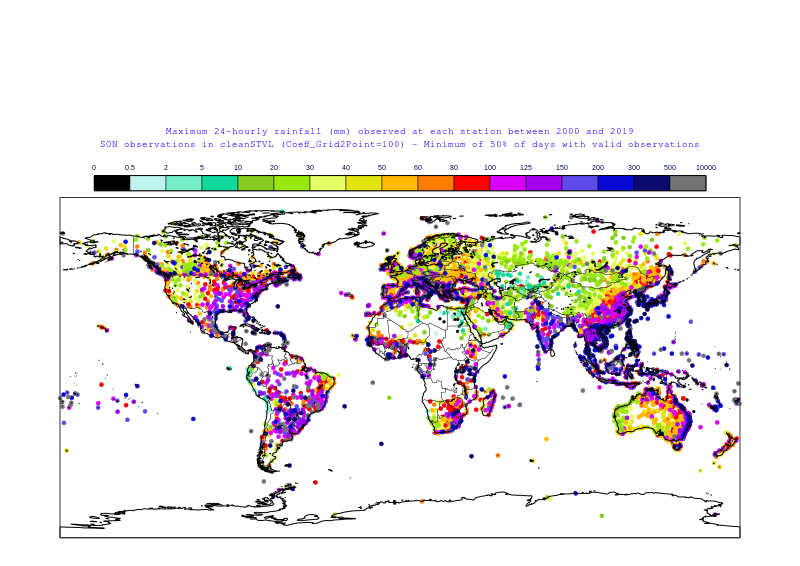 Maximum 24-hourly rainfall (mm) observed at each station between 2000 and 2019
SON observations in cleanSTVL (Coeff_Grid2Point=100) - Minimum of 50% of days with valid observations
0 0.5 2 5 10 20 30 40 60 80 100 125 150 200 300 500 10000